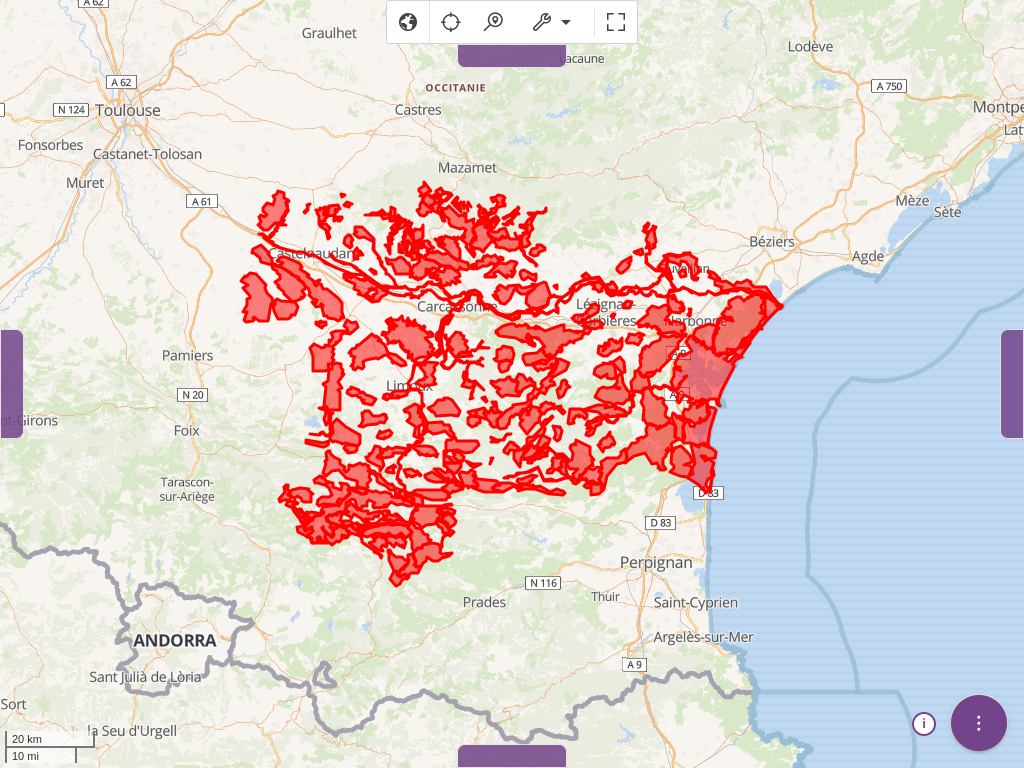 A 62
Graulhet
Lodève
Lacaune
OCCITANIE
A 62
A 750
N 124
Toulouse
Castres
Montpe
Lat
Fonsorbes
Castanet-Tolosan
Mazamet
Muret
A 61
Mèze
Sète
Béziers
Castelnaudary
Agde
Carcassonne
Lézignan-
Corbières
Narbonne
Pamiers
A 9
Limoux
N 20
A 9
nt-Girons
Foix
Tarascon-
sur-Ariège
D 83
D 83
Perpignan
N 116
Prades
Thuir
Saint-Cyprien
ANDORRA
Argelès-sur-Mer
A 9
Sant Julià de Lòria
Sort
la Seu d'Urgell
i
20 km
10 mi